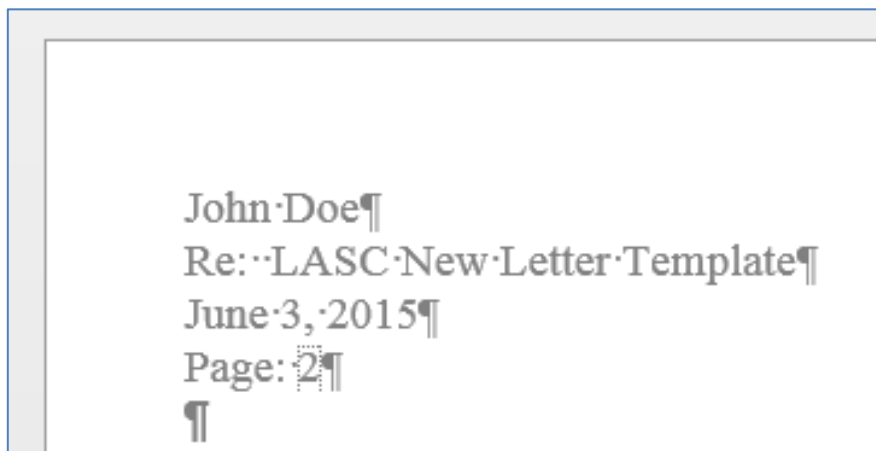 John Doe¶
Re:  LASC New Letter Template¶
June 3, 2015¶
Page: 2¶
¶